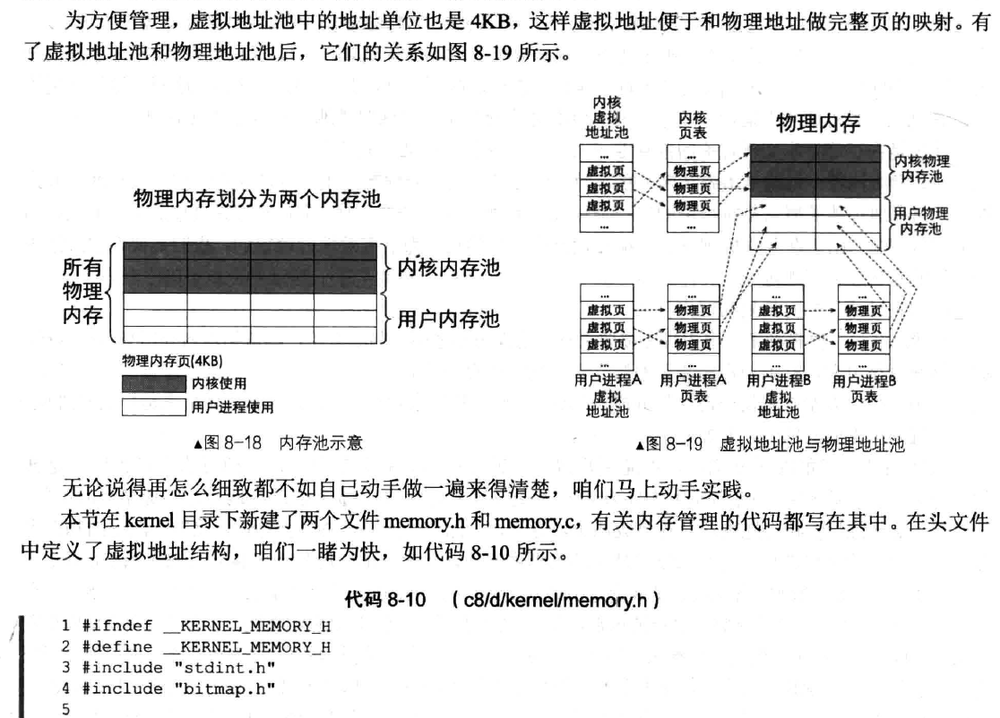 为方便管理，虚拟地址池中的地址单位也是 4KB，这样虚拟地址便于和物理地址做完整页的映射。有
了虚拟地址池和物理地址池后，它们的关系如图 8-19 所示。
物理内存划分为两个内存池
所有
物理
内存
内核内存池
用户内存池
物理内存页(4KB)
内核使用
用户进程使用
▲图 8-18 内存池示意
内核
虚拟
地址池
内核
页表
物理内存
...
虚拟页
虚拟页
虚拟页
...
...
物理页
物理页
物理页
...
内核物理
内存池
用户物理
内存池
...
虚拟页
虚拟页
虚拟页
...
...
物理页
物理页
物理页
...
...
虚拟页
虚拟页
虚拟页
...
...
物理页
物理页
物理页
...
用户进程A
虚拟
地址池
用户进程A
页表
用户进程B
虚拟
地址池
用户进程B
页表
▲图 8-19 虚拟地址池与物理地址池
无论说得再怎么细致都不如自己动手做一遍来得清楚，咱们马上动手实践。
本节在 kernel 目录下新建了两个文件 memory.h 和 memory.c，有关内存管理的代码都写在其中。在头文件
中定义了虚拟地址结构，咱们一睹为快，如代码 8-10 所示。
代码 8-10 （c8/d/kernel/memory.h）
1 #ifndef __KERNEL_MEMORY_H
2 #define __KERNEL_MEMORY_H
3 #include "stdint.h"
4 #include "bitmap.h"
5